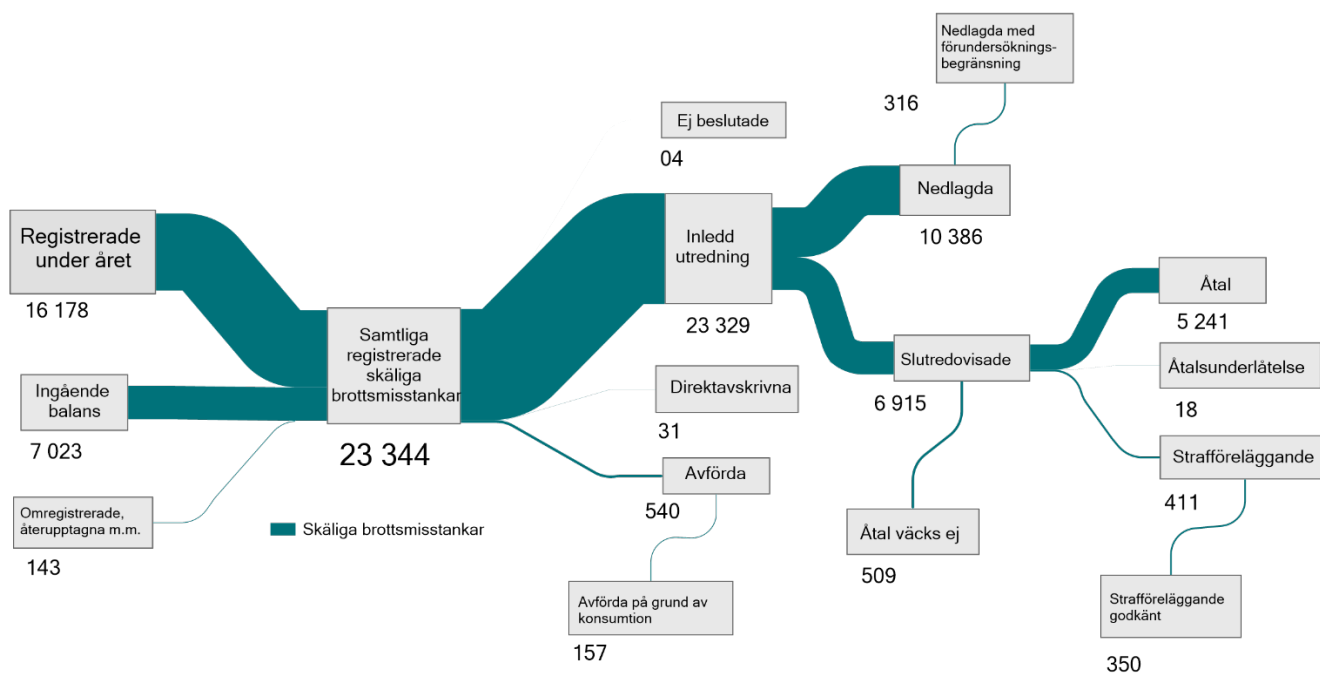 Registrerade
under året
16 178
Ingående
balans
7 023
Omregistrerade,
återupptagna m.m.
143
Samtliga
registrerade
skäliga
brottsmisstankar
23 344
Skäliga brottsmisstankar
Ej beslutade
04
Inledd
utredning
23 329
Direktavskrivna
31
Avförda
540
Avförda på grund av
konsumtion
157
Nedlagda med
förundersöknings-
begränsning
316
Nedlagda
10 386
Slutredovisade
6 915
Åtal väcks ej
509
Åtal
5 241
Åtalsunderlåtelse
18
Strafföreläggande
411
Strafföreläggande
godkänt
350